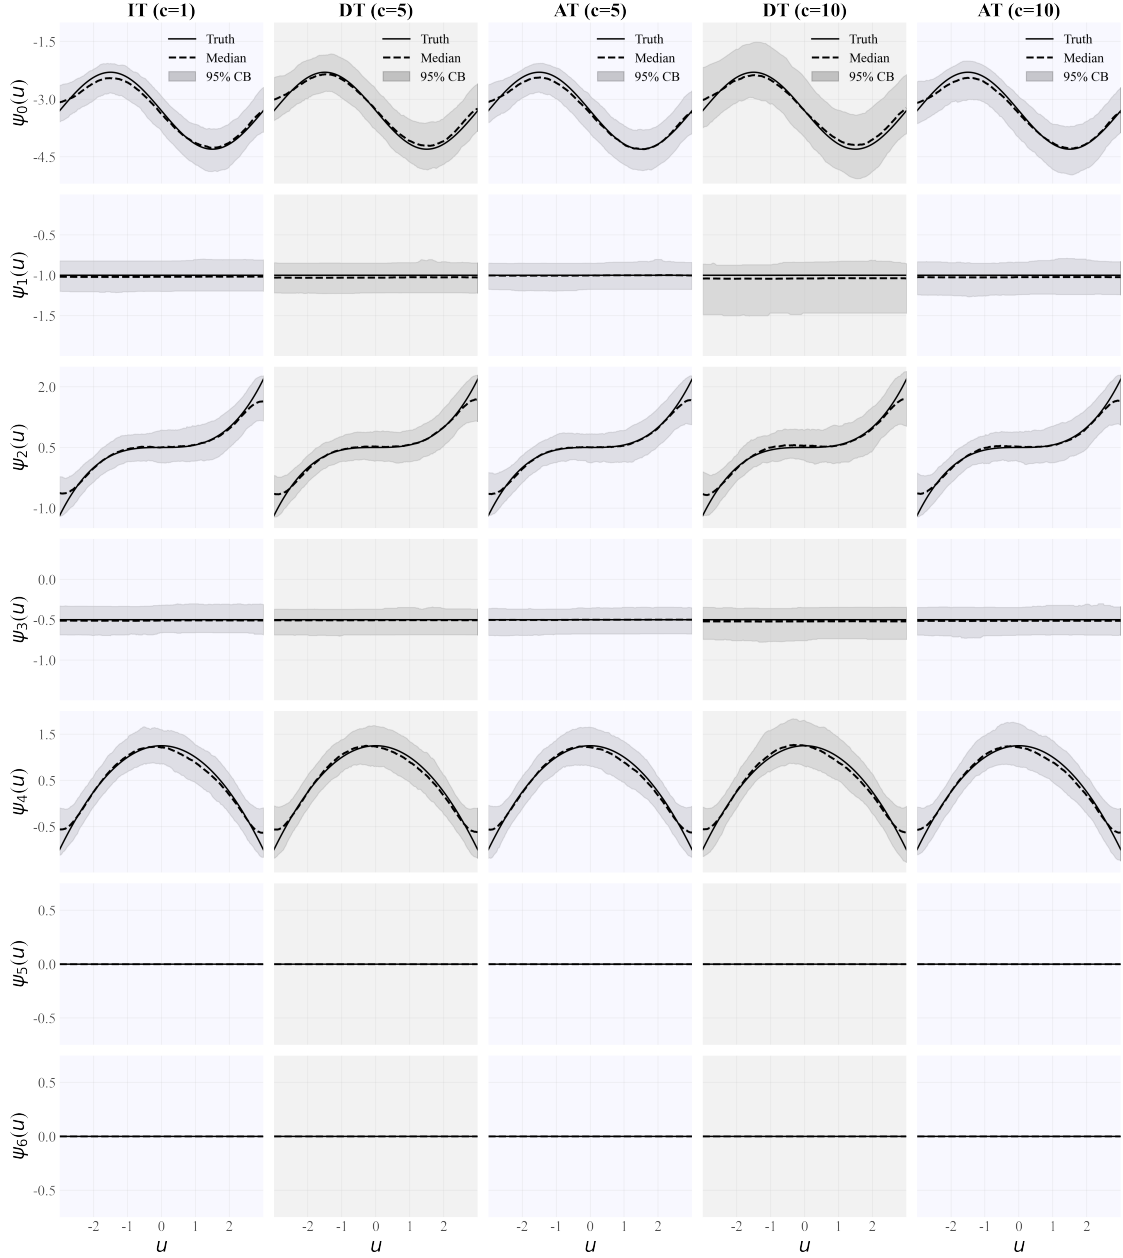 IT (c=1) DT (c=5) AT (c=5) DT (c=10) AT (c=10)
Truth Truth Truth Truth Truth
Median Median Median Median Median
95% CB 95% CB 95% CB 95% CB 95% CB
ψ₀(u)
-1.5
-3.0
-4.5
ψ₁(u)
-0.5
-1.0
-1.5
ψ₂(u)
2.0
0.5
-1.0
ψ₃(u)
0.0
-0.5
-1.0
ψ₄(u)
1.5
0.5
-0.5
ψ₅(u)
0.5
0.0
-0.5
ψ₆(u)
0.5
0.0
-0.5
-2 -1 0 1 2 -2 -1 0 1 2 -2 -1 0 1 2 -2 -1 0 1 2 -2 -1 0 1 2
u u u u u